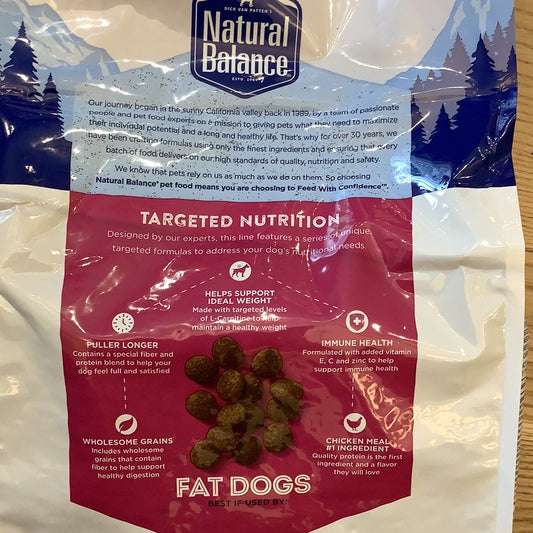 DICK VAN PATTEN'S
Natural
Balance
ESTD. 1989
Our journey began in the sunny California valley back in 1989, by a team of passionate
people and pet food experts on a mission to giving pets what they need to maximize
their individual potential and a long and healthy life. That's why for over 30 years, we
have been crafting formulas using only the finest ingredients and ensuring that every
batch of food delivers on our high standards of quality, nutrition and safety.
We know that pets rely on us as much as we do on them. So choosing
Natural Balance® pet food means you are choosing to Feed With Confidence™.
TARGETED NUTRITION
Designed by our experts, this line features a series of unique,
targeted formulas to address your dog's nutritional needs.
HELPS SUPPORT
IDEAL WEIGHT
Made with targeted levels
of L-Carnitine to help
maintain a healthy weight
FULLER LONGER
Contains a special fiber and
protein blend to help your
dog feel full and satisfied
IMMUNE HEALTH
Formulated with added vitamin
E, C and zinc to help
support immune health
WHOLESOME GRAINS
Includes wholesome
grains that contain
fiber to help support
healthy digestion
CHICKEN MEAL
#1 INGREDIENT
Quality protein is the first
ingredient and a flavor
they will love
FAT DOGS®
BEST IF USED BY: